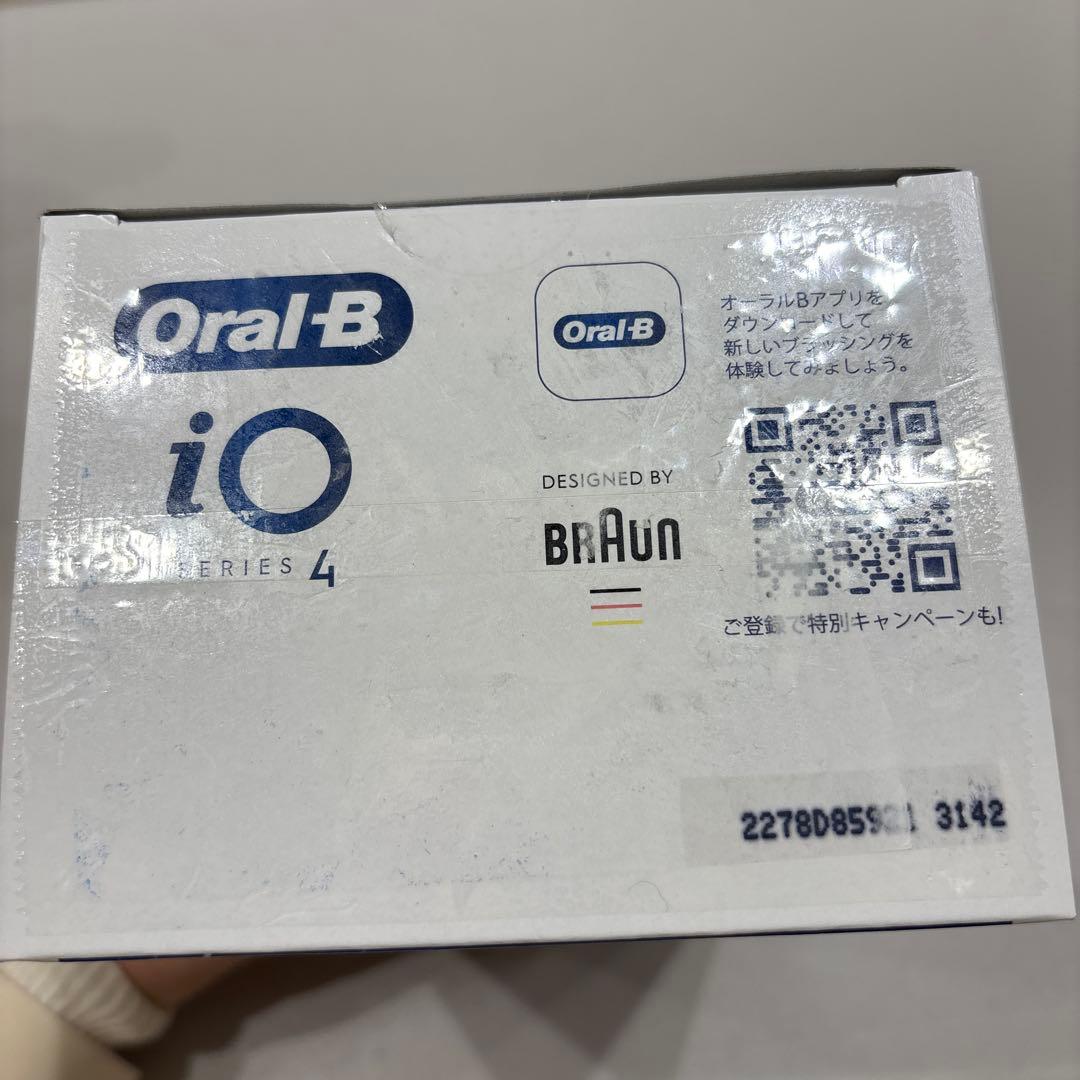 Oral-B
iO
SERIES 4
Oral-B
DESIGNED BY
BRAUN
オーラルBアプリを
ダウンロードして
新しいブラッシングを
体験してみましょう。
ご登録で特別キャンペーンも!
3142